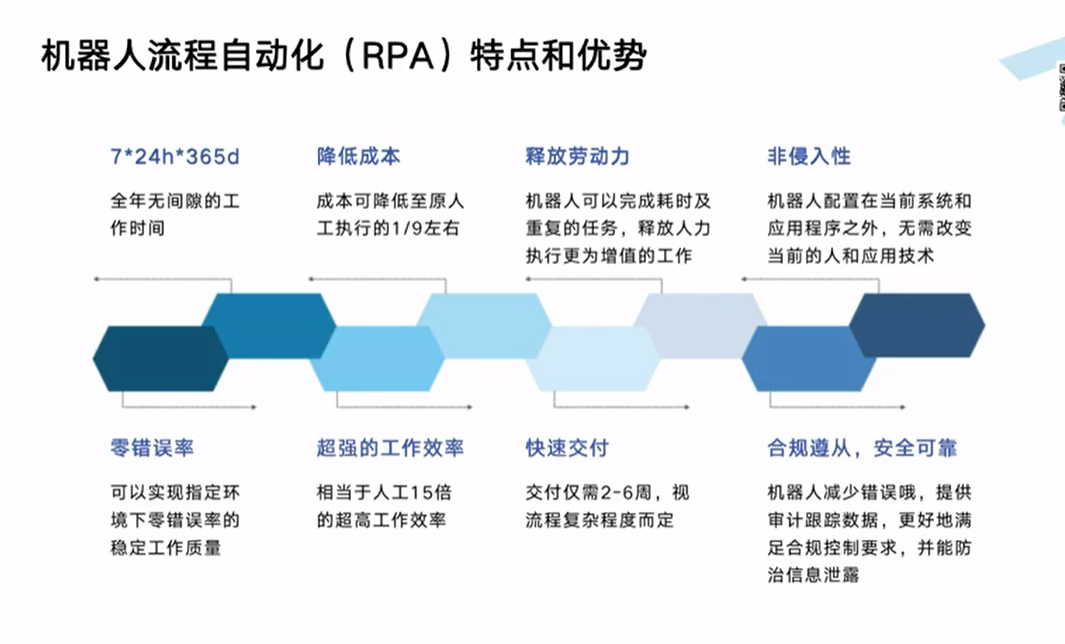 机器人流程自动化（RPA）特点和优势
7*24h*365d
全年无间隙的工
作时间
降低成本
成本可降低至原人
工执行的1/9左右
释放劳动力
机器人可以完成耗时及
重复的任务，释放人力
执行更为增值的工作
非侵入性
机器人配置在当前系统和
应用程序之外，无需改变
当前的人和应用技术
零错误率
可以实现指定环
境下零错误率的
稳定工作质量
超强的工作效率
相当于人工15倍
的超高工作效率
快速交付
交付仅需2-6周，视
流程复杂程度而定
合规遵从，安全可靠
机器人减少错误哦，提供
审计跟踪数据，更好地满
足合规控制要求，并能防
治信息泄露